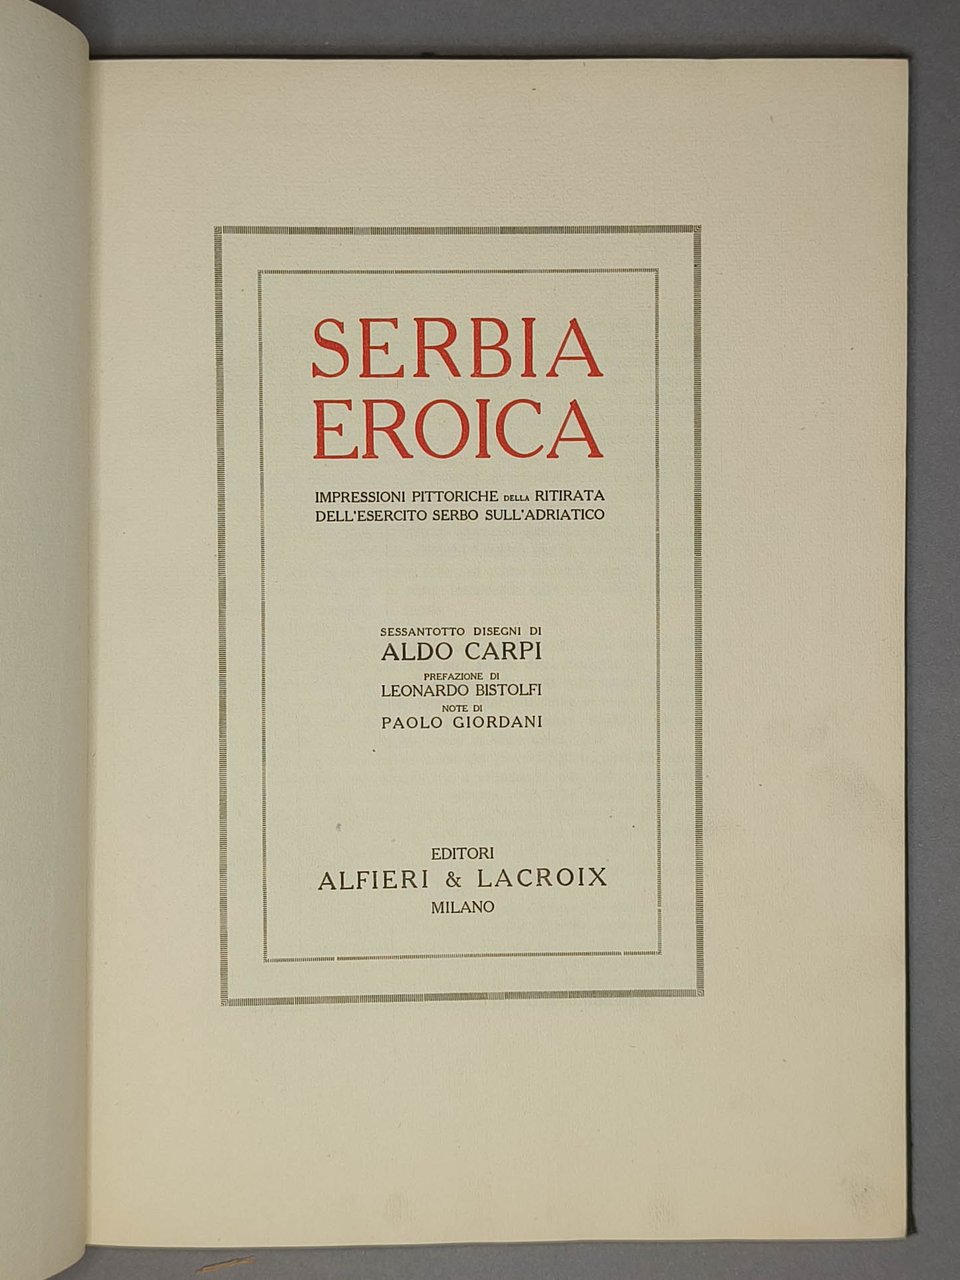 SERBIA
EROICA
IMPRESSIONI PITTORICHE DELLA RITIRATA
DELL'ESERCITO SERBO SULL'ADRIATICO
SESSANTOTTO DISEGNI DI
ALDO CARPI
PREFAZIONE DI
LEONARDO BISTOLFI
NOTE DI
PAOLO GIORDANI
EDITORI
ALFIERI & LACROIX
MILANO